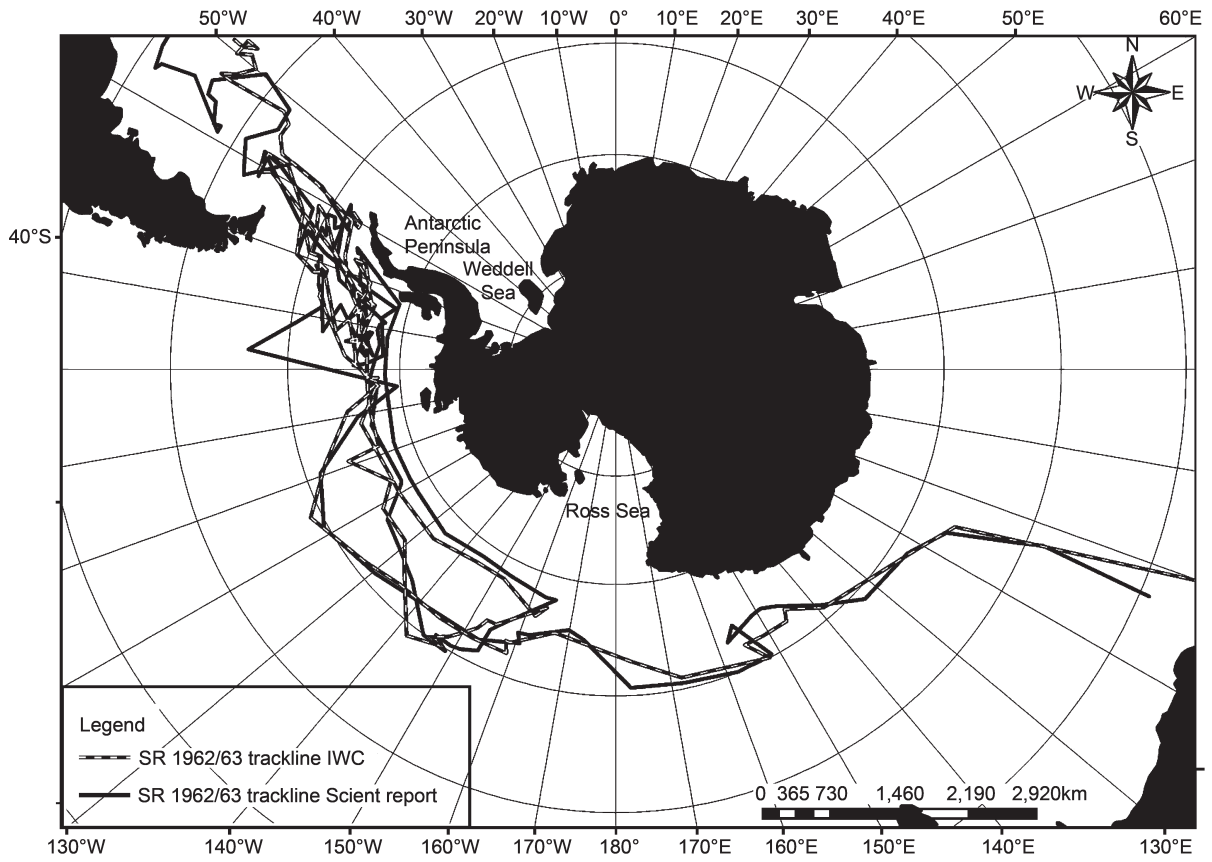 50°W 40°W 30°W 20°W 10°W 0° 10°E 20°E 30°E 40°E 50°E 60°E
N
W E
S
40°S
Antarctic
Peninsula
Weddell
Sea
Ross Sea
Legend
SR 1962/63 trackline IWC
SR 1962/63 trackline Scient report
0 365 730 1,460 2,190 2,920km
130°W 140°W 150°W 160°W 170°W 180° 170°E 160°E 150°E 140°E 130°E